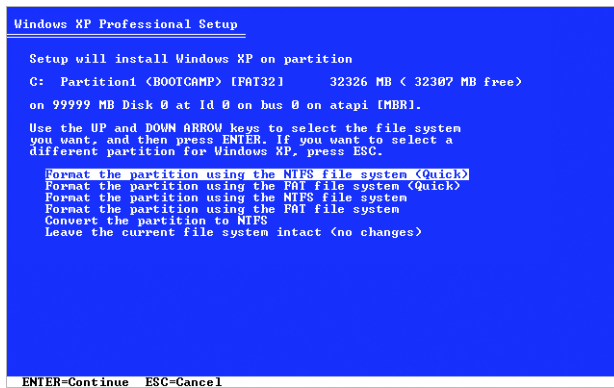 Windows XP Professional Setup
Setup will install Windows XP on partition
C: Partition1 (BOOTCAMP) [FAT32] 32326 MB ( 32307 MB free)
on 99999 MB Disk 0 at Id 0 on bus 0 on atapi [MBR].
Use the UP and DOWN ARROW keys to select the file system
you want, and then press ENTER. If you want to select a
different partition for Windows XP, press ESC.
Format the partition using the NTFS file system (Quick)
Format the partition using the FAT file system (Quick)
Format the partition using the NTFS file system
Format the partition using the FAT file system
Convert the partition to NTFS
Leave the current file system intact (no changes)
ENTER=Continue ESC=Cancel